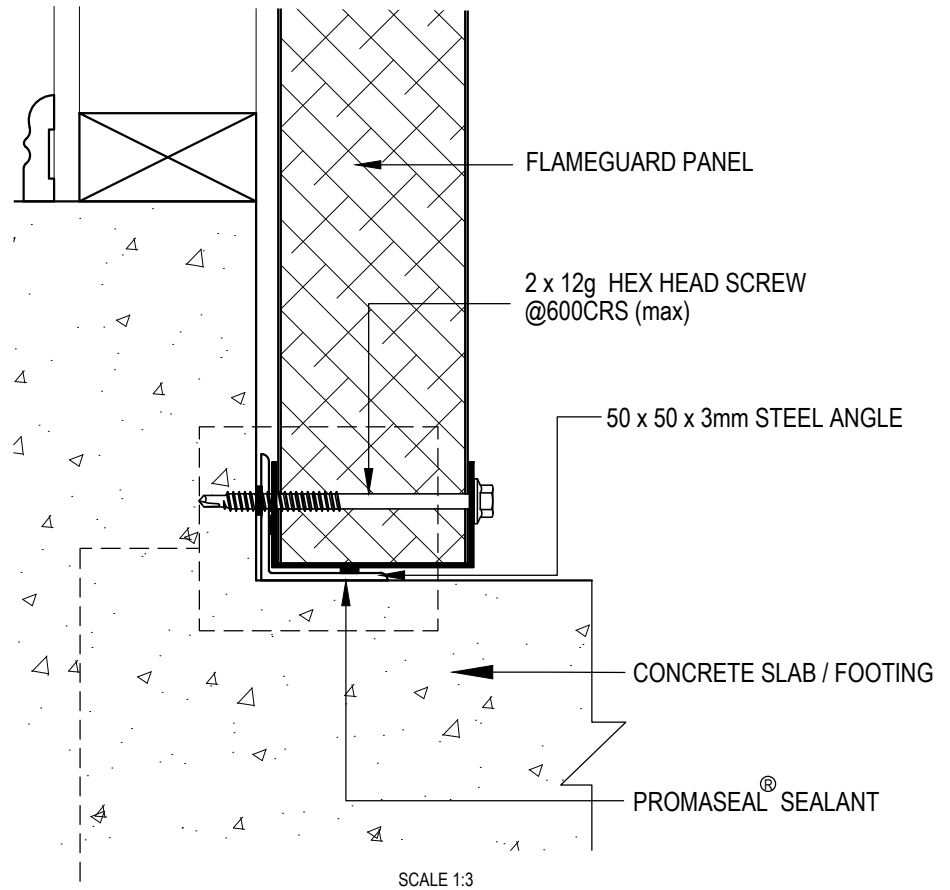 FLAMEGUARD PANEL
2 x 12g HEX HEAD SCREW
@600CRS (max)
50 x 50 x 3mm STEEL ANGLE
CONCRETE SLAB / FOOTING
PROMASEAL® SEALANT
SCALE 1:3